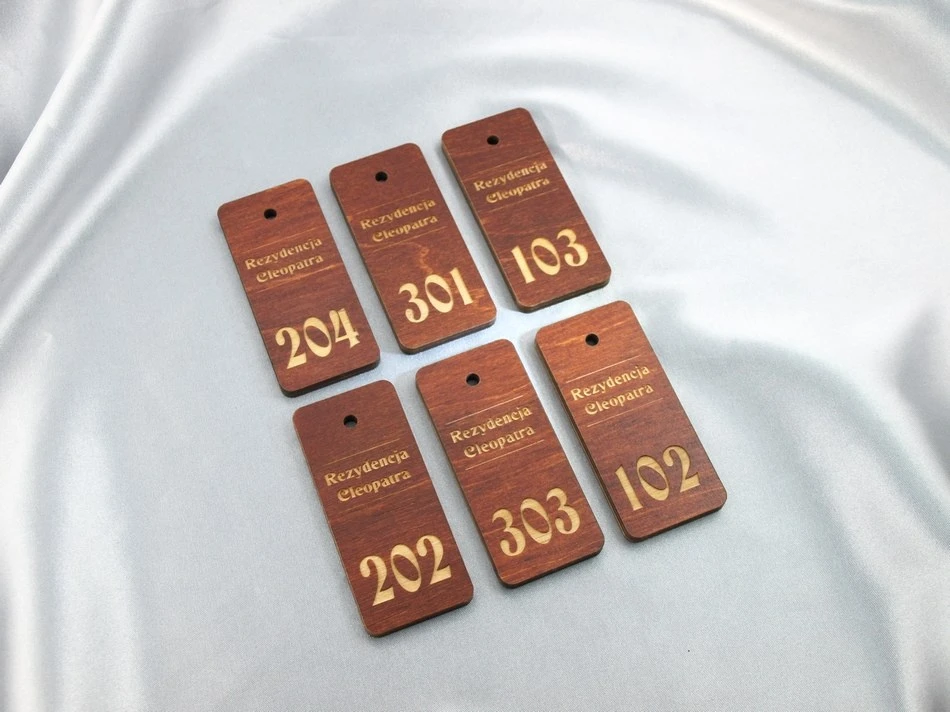 Rezydencja
Cleopatra
204
Rezydencja
Cleopatra
301
Rezydencja
Cleopatra
103
Rezydencja
Cleopatra
202
Rezydencja
Cleopatra
303
Rezydencja
Cleopatra
102